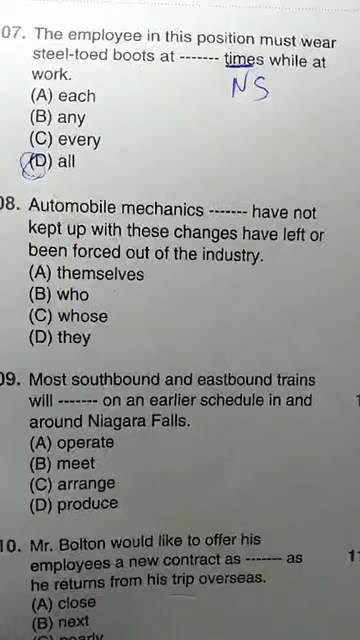 07. The employee in this position must wear
steel-toed boots at ------- times while at
work.
NS
(A) each
(B) any
(C) every
(D) all
08. Automobile mechanics ------- have not
kept up with these changes have left or
been forced out of the industry.
(A) themselves
(B) who
(C) whose
(D) they
09. Most southbound and eastbound trains
will ------- on an earlier schedule in and
around Niagara Falls.
(A) operate
(B) meet
(C) arrange
(D) produce
10. Mr. Bolton would like to offer his
employees a new contract as ------- as
he returns from his trip overseas.
(A) close
(B) next
(C) nearly